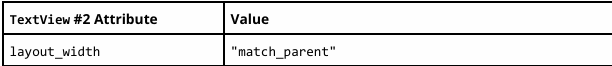 TextView #2 Attribute Value
layout_width "match_parent"